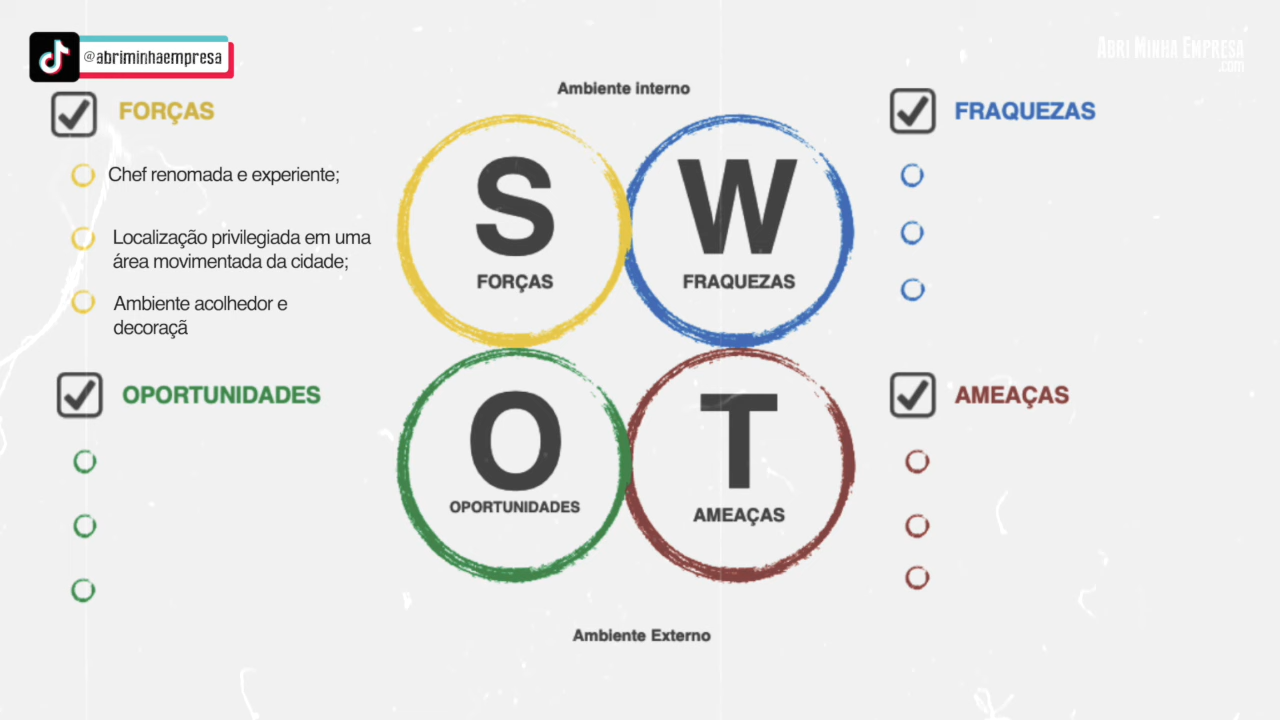 @abriminhaempresa
ABRI MINHA EMPRESA
.com
Ambiente interno
FORÇAS
Chef renomada e experiente;
Localização privilegiada em uma
área movimentada da cidade;
Ambiente acolhedor e
decoraçã
S
FORÇAS
W
FRAQUEZAS
FRAQUEZAS
OPORTUNIDADES
O
OPORTUNIDADES
T
AMEAÇAS
AMEAÇAS
Ambiente Externo